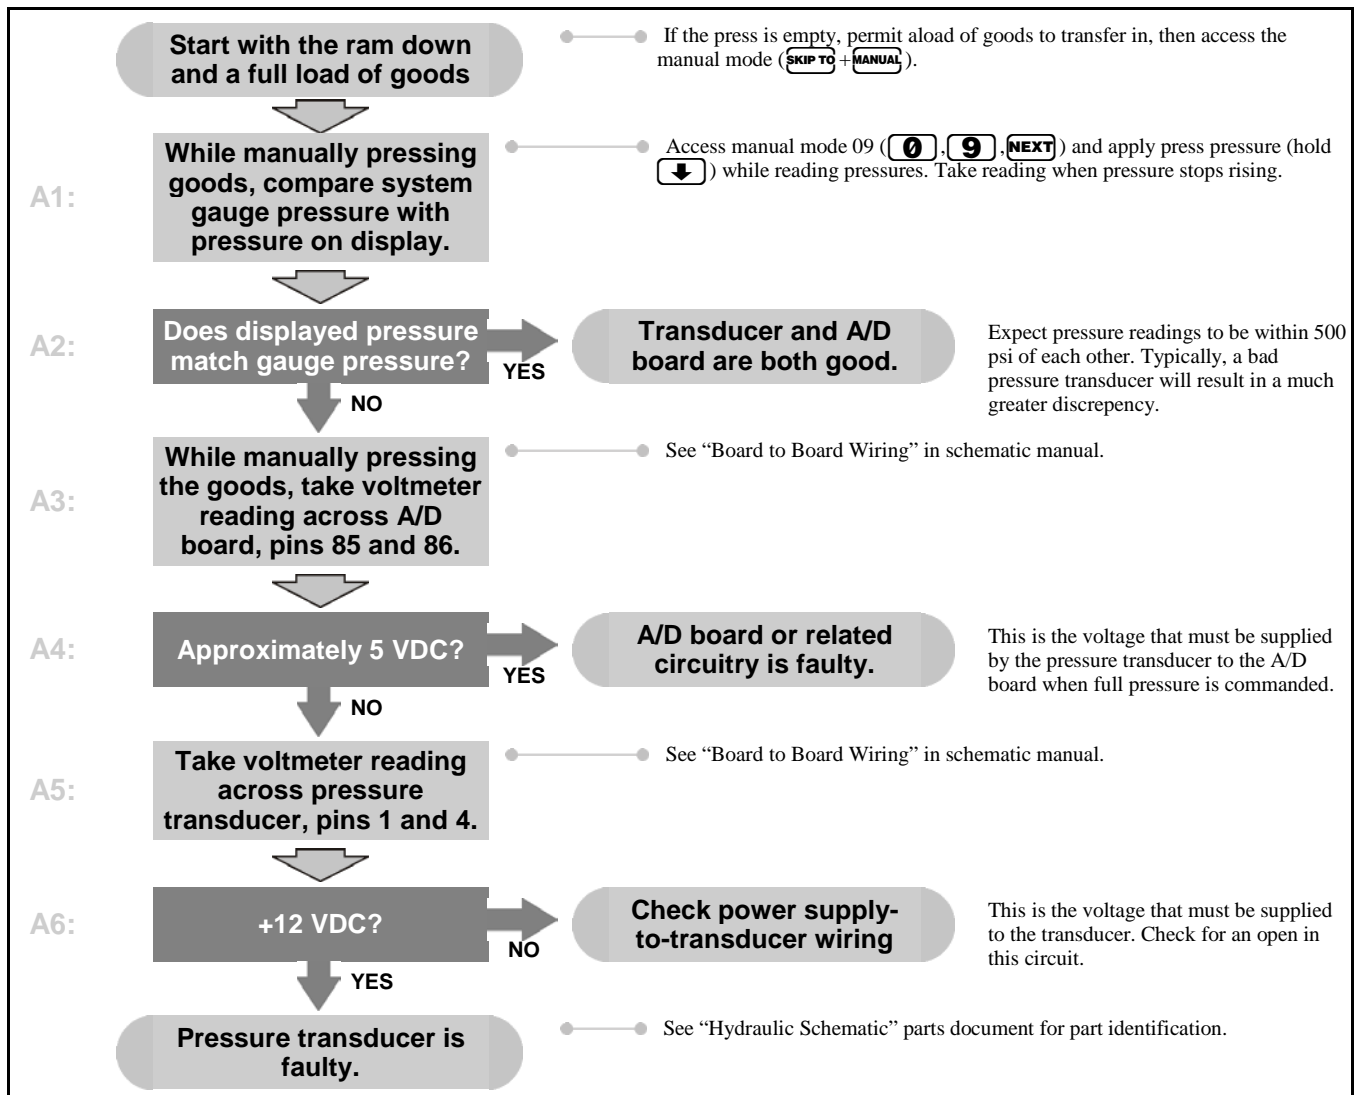 Start with the ram down
and a full load of goods
If the press is empty, permit aload of goods to transfer in, then access the
manual mode (SKIP TO+MANUAL).
A1:
While manually pressing
goods, compare system
gauge pressure with
pressure on display.
Access manual mode 09 (0,9,NEXT) and apply press pressure (hold
⬇) while reading pressures. Take reading when pressure stops rising.
A2:
Does displayed pressure
match gauge pressure?
YES
NO
Transducer and A/D
board are both good.
Expect pressure readings to be within 500
psi of each other. Typically, a bad
pressure transducer will result in a much
greater discrepency.
A3:
While manually pressing
the goods, take voltmeter
reading across A/D
board, pins 85 and 86.
See “Board to Board Wiring” in schematic manual.
A4:
Approximately 5 VDC?
YES
NO
A/D board or related
circuitry is faulty.
This is the voltage that must be supplied
by the pressure transducer to the A/D
board when full pressure is commanded.
A5:
Take voltmeter reading
across pressure
transducer, pins 1 and 4.
See “Board to Board Wiring” in schematic manual.
A6:
+12 VDC?
NO
YES
Check power supply-
to-transducer wiring
This is the voltage that must be supplied
to the transducer. Check for an open in
this circuit.
Pressure transducer is
faulty.
See “Hydraulic Schematic” parts document for part identification.